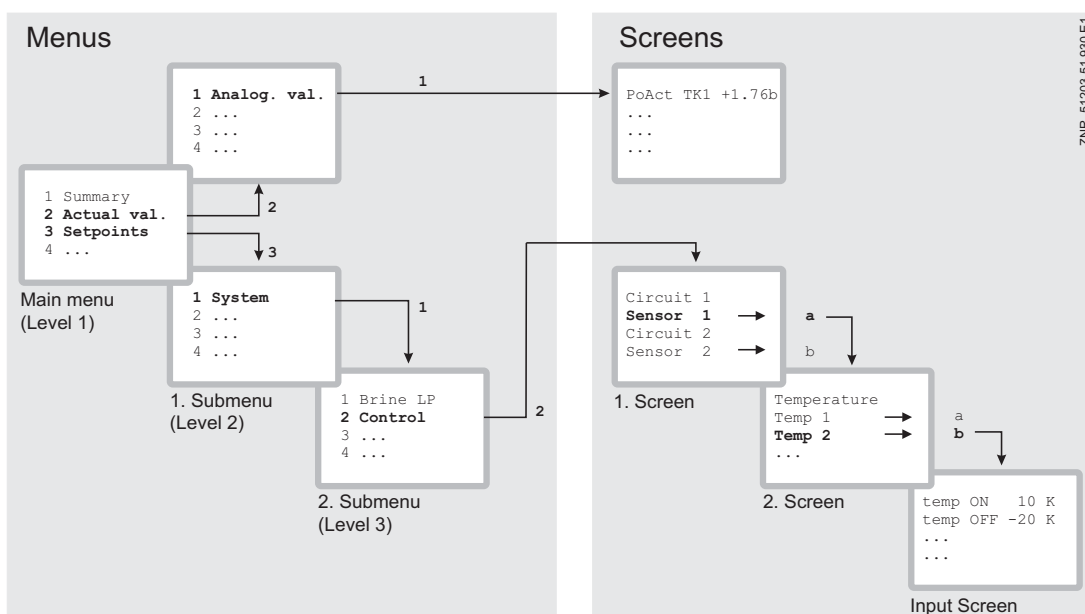 Menus
1 Analog. val.
2 ...
3 ...
4 ...
1
1 Summary
2 Actual val.
3 Setpoints
4 ...
2
3
Main menu
(Level 1)
1 System
2 ...
3 ...
4 ...
1
1. Submenu
(Level 2)
1 Brine LP
2 Control
3 ...
4 ...
2
2. Submenu
(Level 3)
Screens
PoAct TK1 +1.76b
...
...
...
Circuit 1
Sensor 1
Circuit 2
Sensor 2
a
b
1. Screen
Temperature
Temp 1
Temp 2
...
a
b
2. Screen
temp ON 10 K
temp OFF -20 K
...
...
Input Screen
ZNR. 51203 51.930 E1